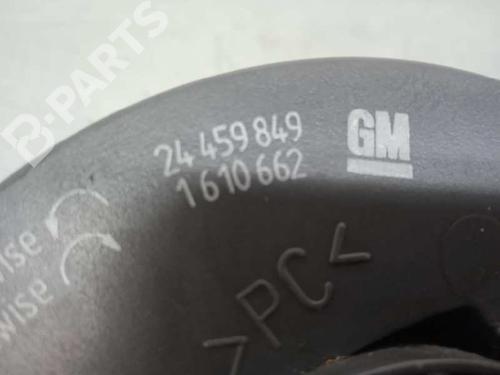 B-PARTS
24 459 849
1 610 662
GM
wise
wise
>PC<